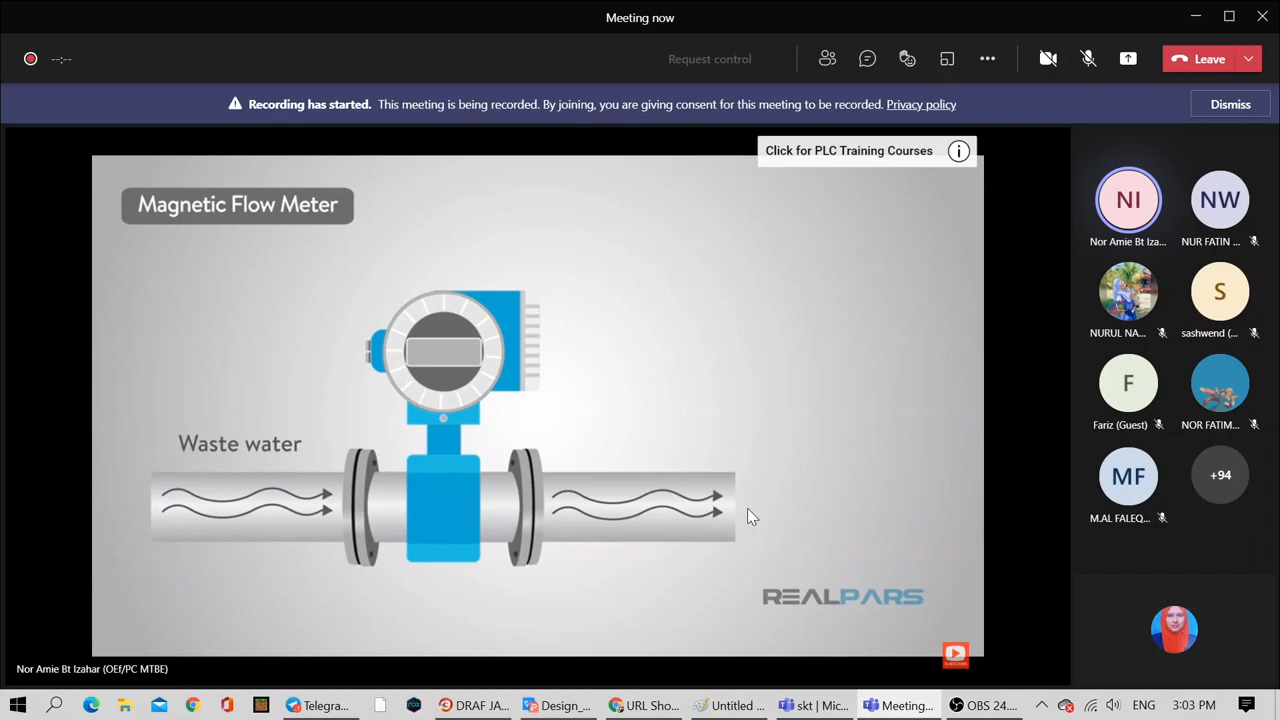 Meeting now
--:--
Request control
Leave
Recording has started. This meeting is being recorded. By joining, you are giving consent for this meeting to be recorded. Privacy policy
Dismiss
Click for PLC Training Courses
Magnetic Flow Meter
Waste water
REALPARS
SUBSCRIBE
Nor Amie Bt Izahar (OEf/PC MTBE)
NI
NW
Nor Amie Bt Iza...
NUR FATIN ...
S
NURUL NA...
sashwend (...
F
Fariz (Guest)
NOR FATIM...
MF
+94
M.AL FALEQ...
Telegra...
DRAF JA...
Design_...
URL Sho...
Untitled ...
skt | Mic...
Meeting...
OBS 24....
ENG
3:03 PM